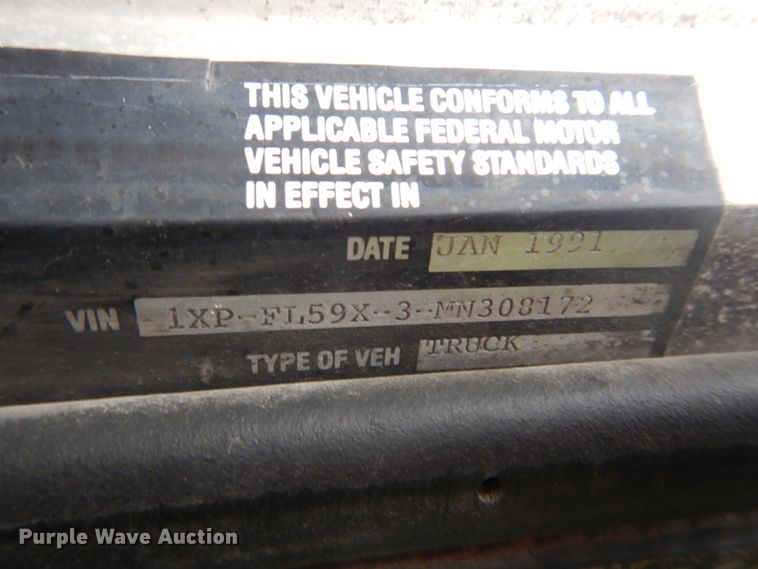 THIS VEHICLE CONFORMS TO ALL
APPLICABLE FEDERAL MOTOR
VEHICLE SAFETY STANDARDS
IN EFFECT IN
DATE JAN 1991
VIN 1XP-FL59X-3-MN308172
TYPE OF VEH TRUCK
Purple Wave Auction